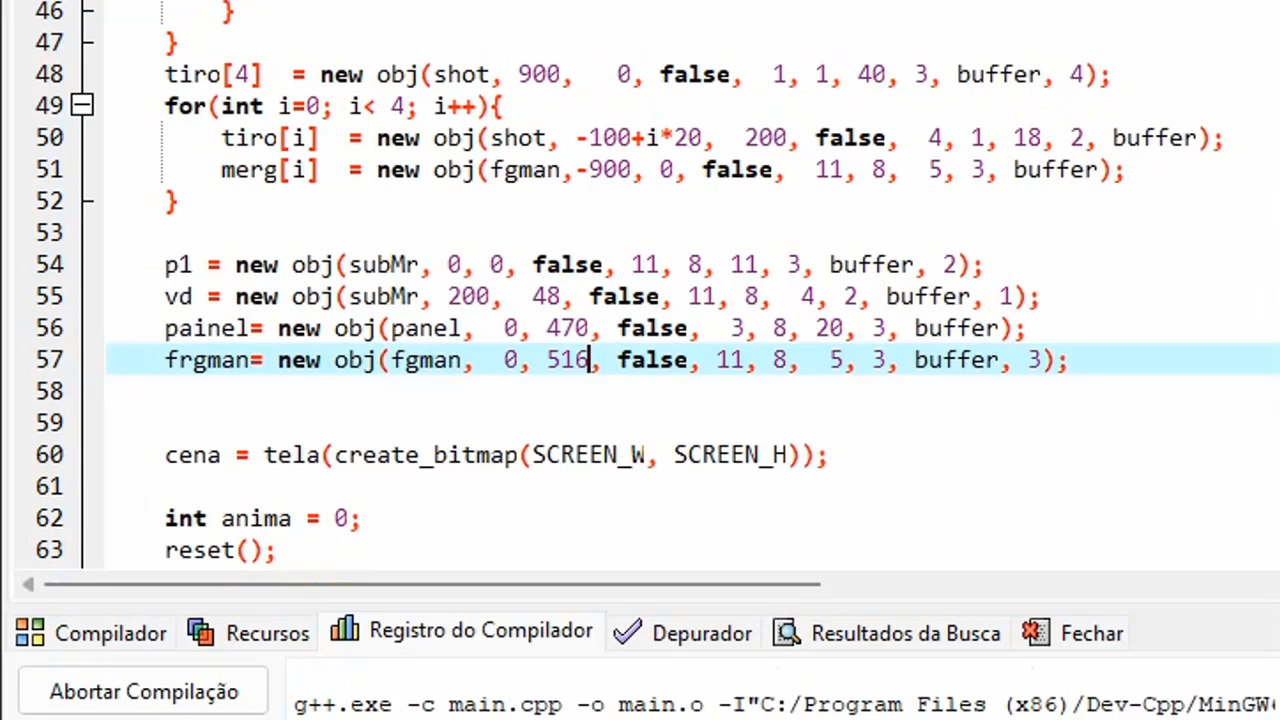 46 }
47 }
48 tiro[4] = new obj(shot, 900, 0, false, 1, 1, 40, 3, buffer, 4);
49 for(int i=0; i< 4; i++){
50 tiro[i] = new obj(shot, -100+i*20, 200, false, 4, 1, 18, 2, buffer);
51 merg[i] = new obj(fgman,-900, 0, false, 11, 8, 5, 3, buffer);
52 }
53
54 p1 = new obj(subMr, 0, 0, false, 11, 8, 11, 3, buffer, 2);
55 vd = new obj(subMr, 200, 48, false, 11, 8, 4, 2, buffer, 1);
56 painel= new obj(panel, 0, 470, false, 3, 8, 20, 3, buffer);
57 frgman= new obj(fgman, 0, 516, false, 11, 8, 5, 3, buffer, 3);
58
59
60 cena = tela(create_bitmap(SCREEN_W, SCREEN_H));
61
62 int anima = 0;
63 reset();
Compilador Recursos Registro do Compilador Depurador Resultados da Busca Fechar
Abortar Compilação
g++.exe -c main.cpp -o main.o -I"C:/Program Files (x86)/Dev-Cpp/MinGW